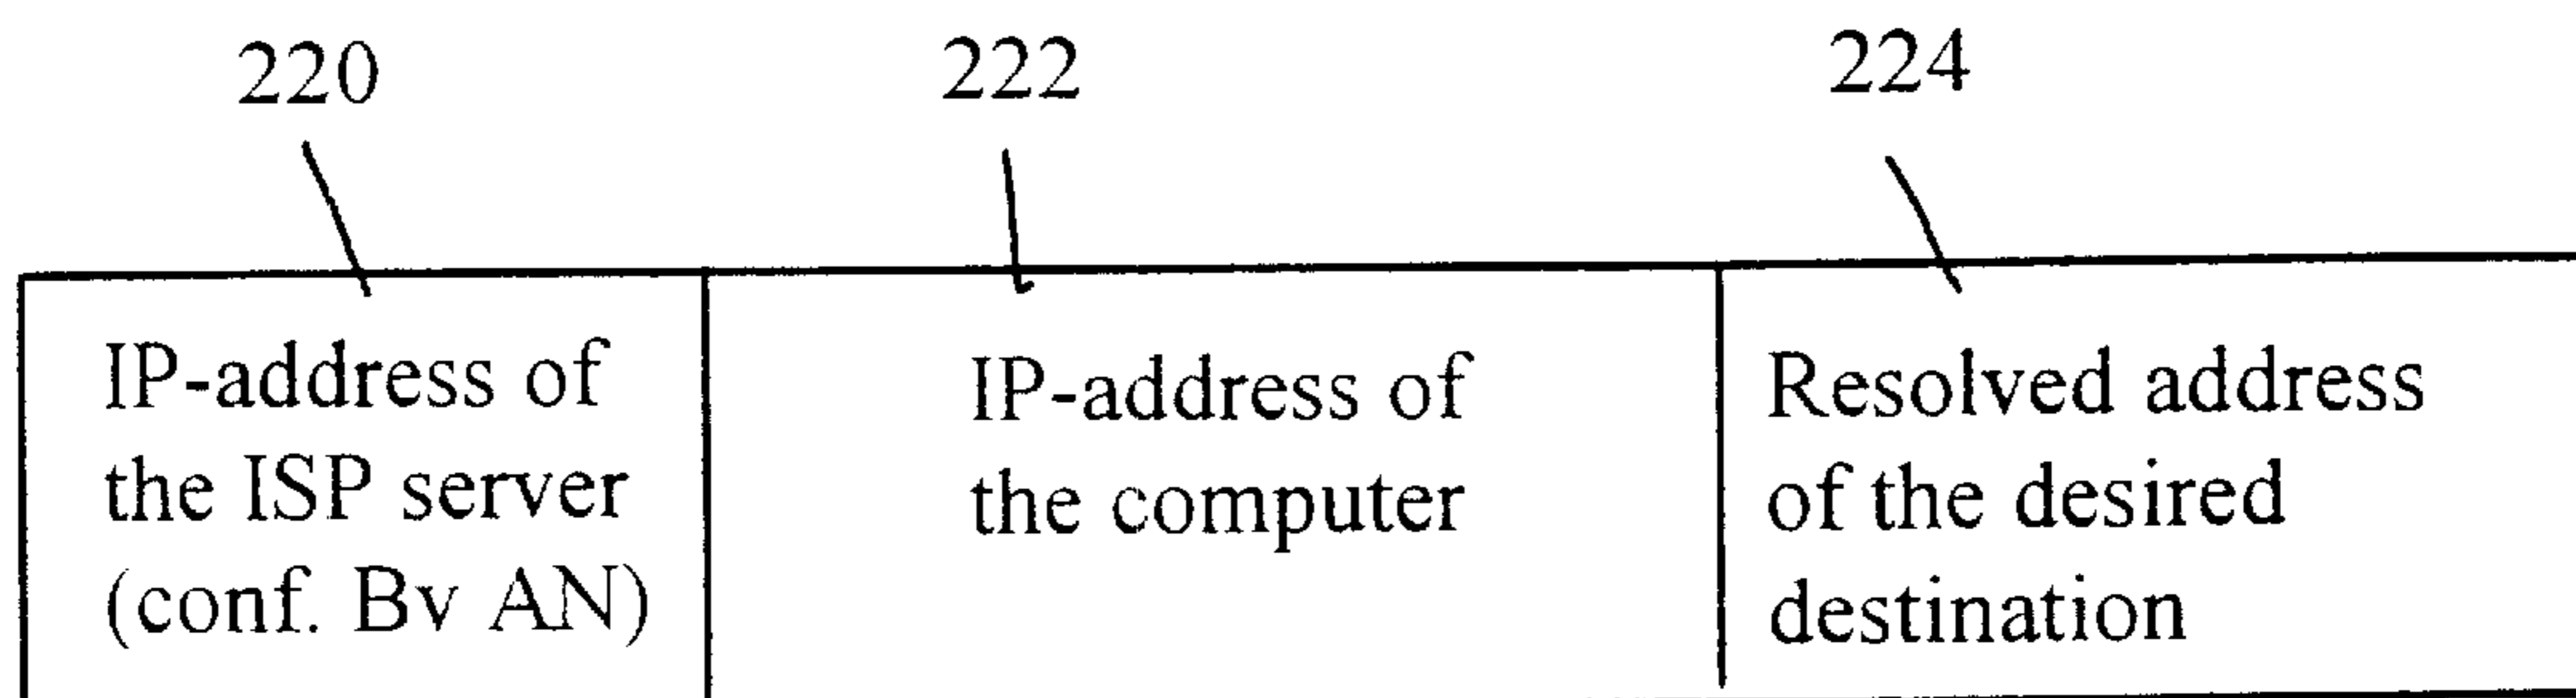 220 222 224
IP-address of
the ISP server
(conf. Bv AN)
IP-address of
the computer
Resolved address
of the desired
destination